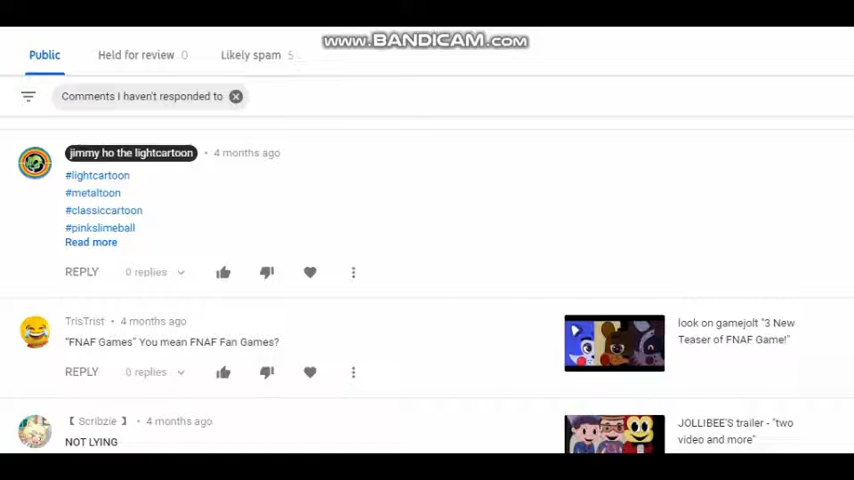 www.BANDICAM.com
Public
Held for review 0
Likely spam 5
Comments I haven't responded to
jimmy ho the lightcartoon • 4 months ago
#lightcartoon
#metaltoon
#classiccartoon
#pinkslimeball
Read more
REPLY 0 replies
TrisTrist • 4 months ago
"FNAF Games" You mean FNAF Fan Games?
look on gamejolt "3 New
Teaser of FNAF Game!"
REPLY 0 replies
【 Scribzie 】 • 4 months ago
NOT LYING
JOLLIBEE'S trailer - "two
video and more"